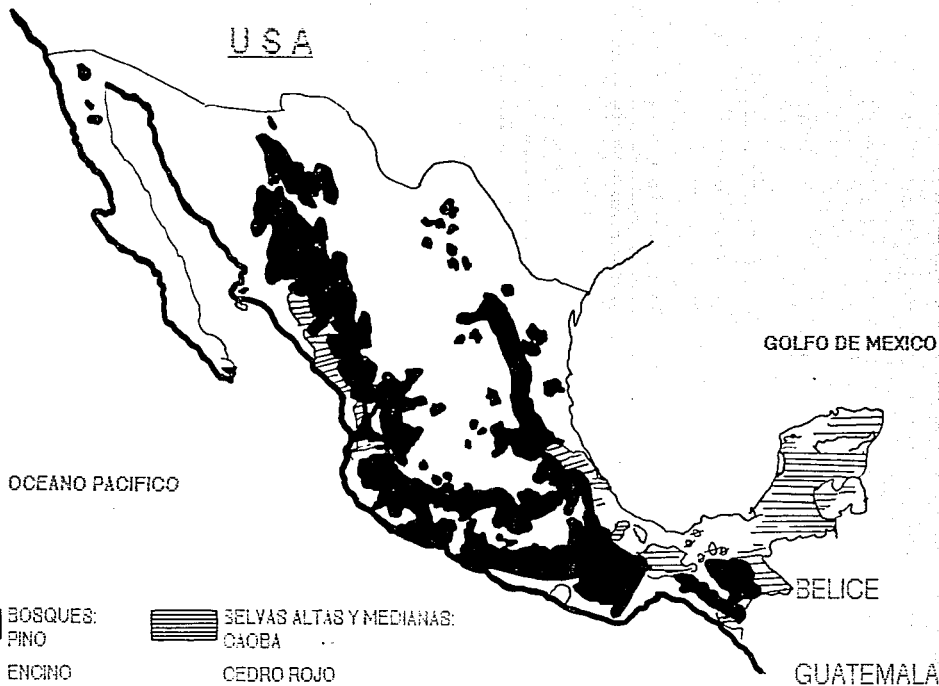 USA
GOLFO DE MEXICO
OCEANO PACIFICO
BELICE
BOSQUES:
PINO
ENCINO
SELVAS ALTAS Y MEDIANAS:
CAOBA
CEDRO ROJO
GUATEMALA